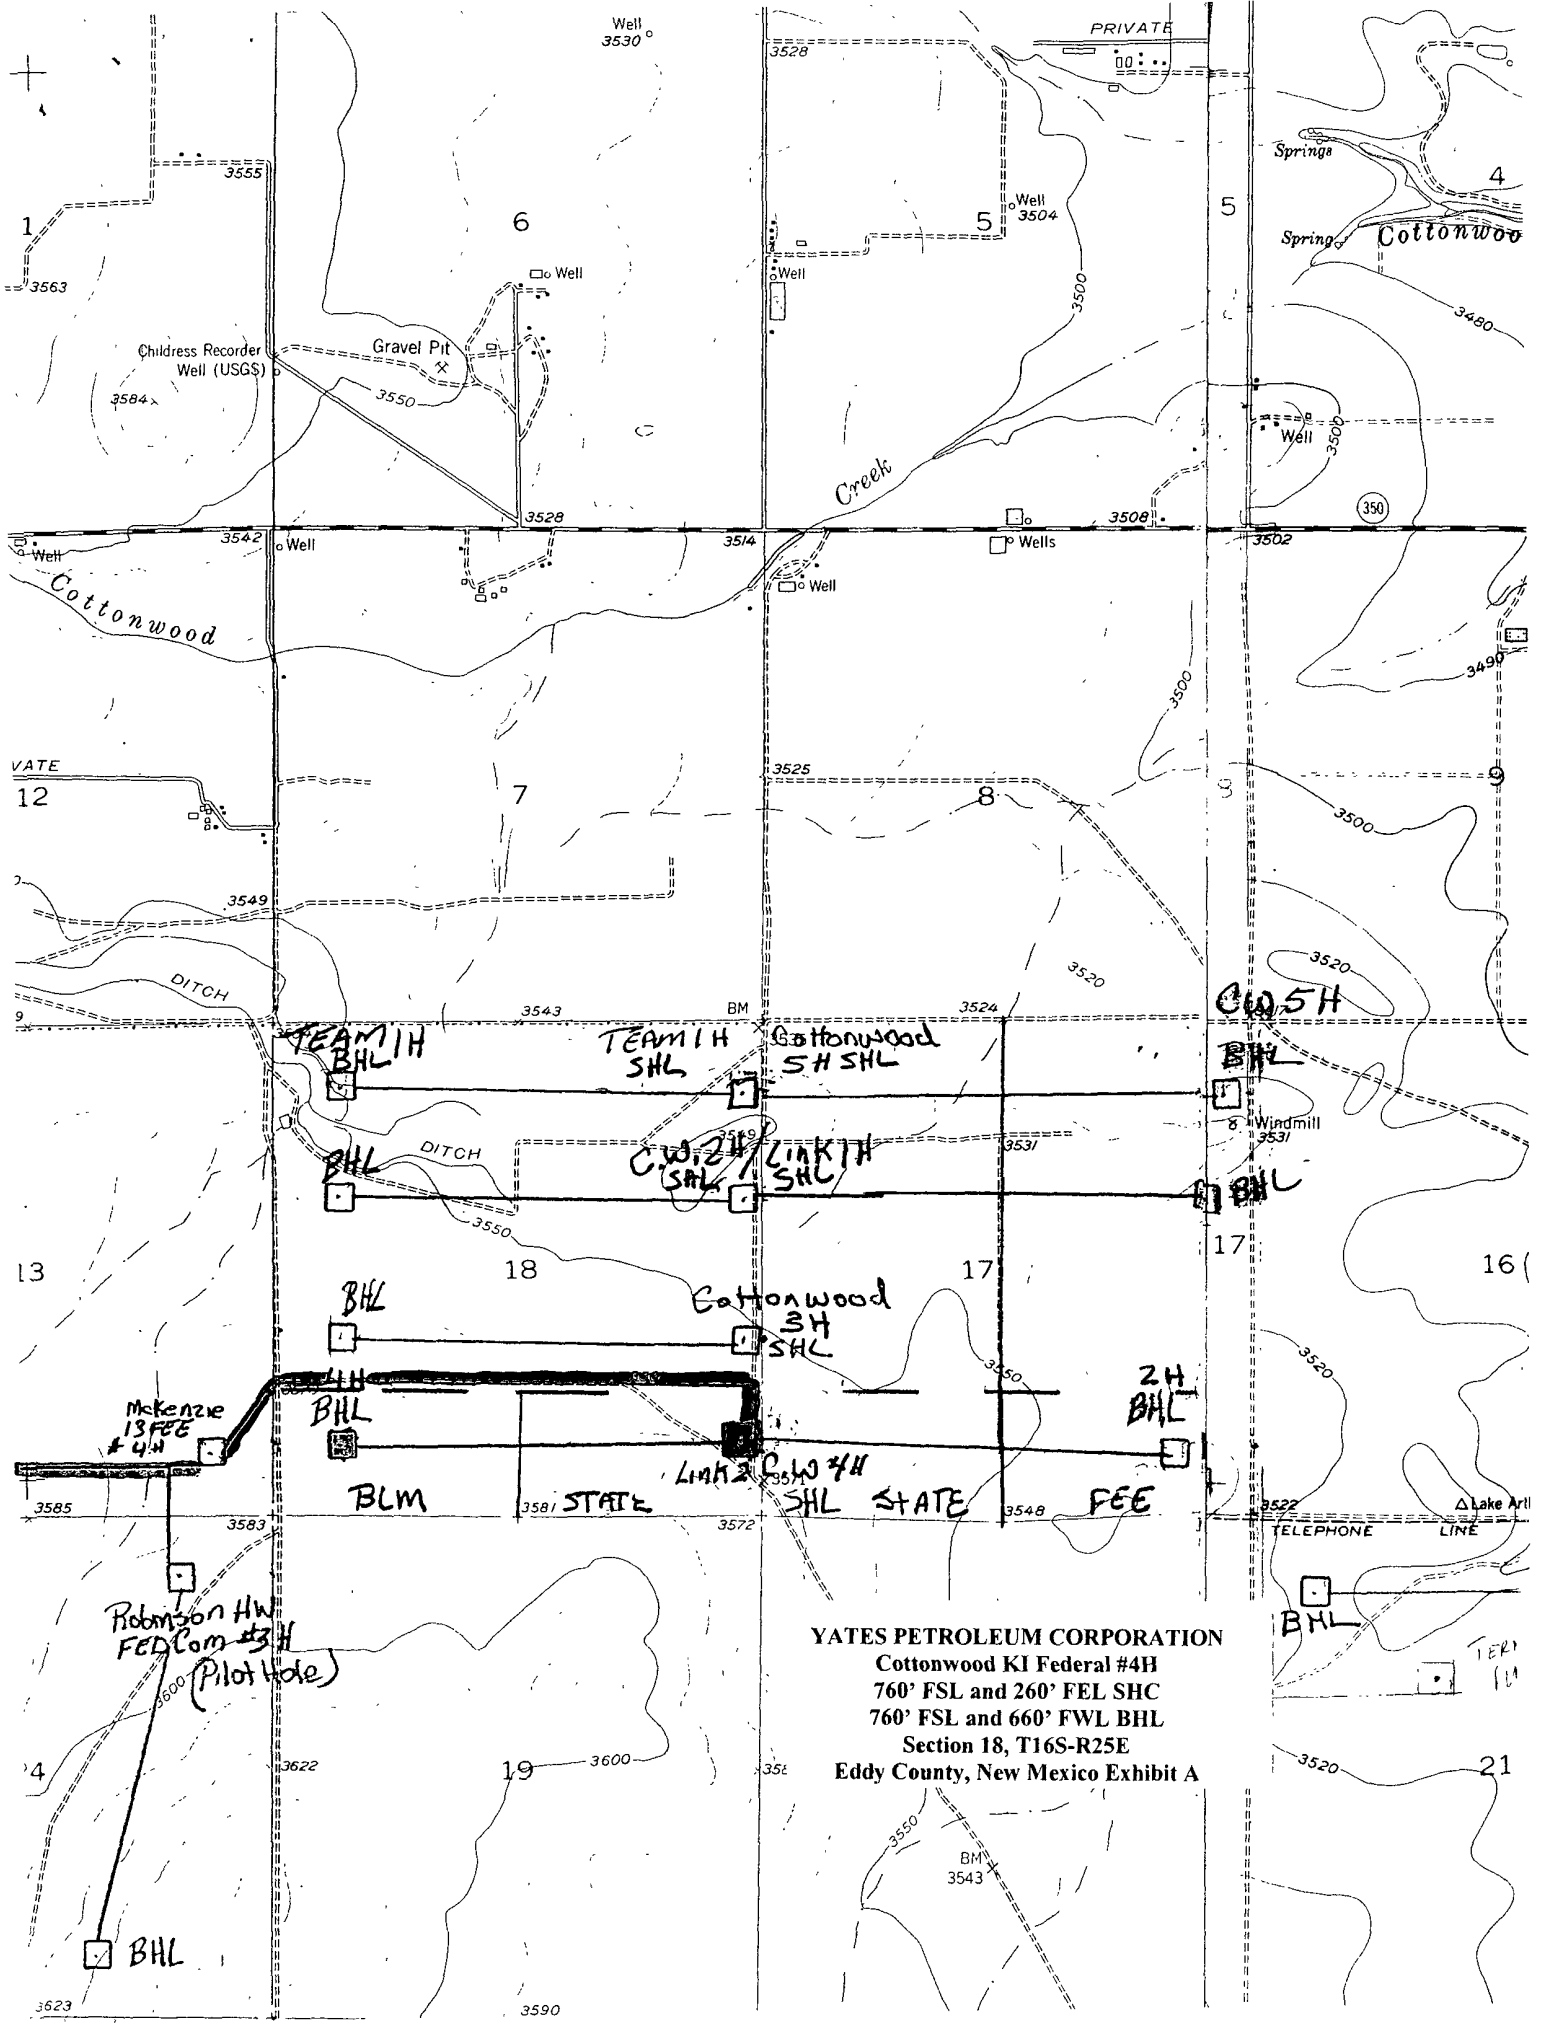 Well
3530
PRIVATE
3528
Springs
4
3555
1
6
Well
3504
5
5
Spring
Cottonwoo
3563
Well
Well
3500
3480
Childress Recorder
Well (USGS)
Gravel Pit
3584
3550
Well
3500
Creek
3528
3508
350
Well
3542
Well
3514
Wells
3502
Well
Cottonwood
3490
3500
VATE
12
7
3525
8
9
3500
3549
DITCH
3520
3520
9
3543
BM
3524
CW 5H
TEAM 1H
BHL
TEAM 1H
SHL
Cottonwood
5H SHL
BHL
Windmill
3531
DITCH
3549
3531
BHL
C.W. 2H / Link 1H
SHL
SHL
BHL
3550
13
18
17
17
16
BHL
Cottonwood
3H
SHL
3520
3550
4H
BHL
2H
BHL
McKenzie
13 FEE
# 4H
Link 2
C.W 4H
SHL
BLM
STATE
STATE
FEE
3585
3583
3581
3572
3548
3522
Lake Art
TELEPHONE LINE
Robinson HW
FED Com #3H
(Pilot Hole)
3600
BHL
YATES PETROLEUM CORPORATION
Cottonwood KI Federal #4H
760’ FSL and 260’ FEL SHC
760’ FSL and 660’ FWL BHL
Section 18, T16S-R25E
Eddy County, New Mexico Exhibit A
4
3622
19
3600
358
3520
21
3550
BM
3543
BHL
3623
3590